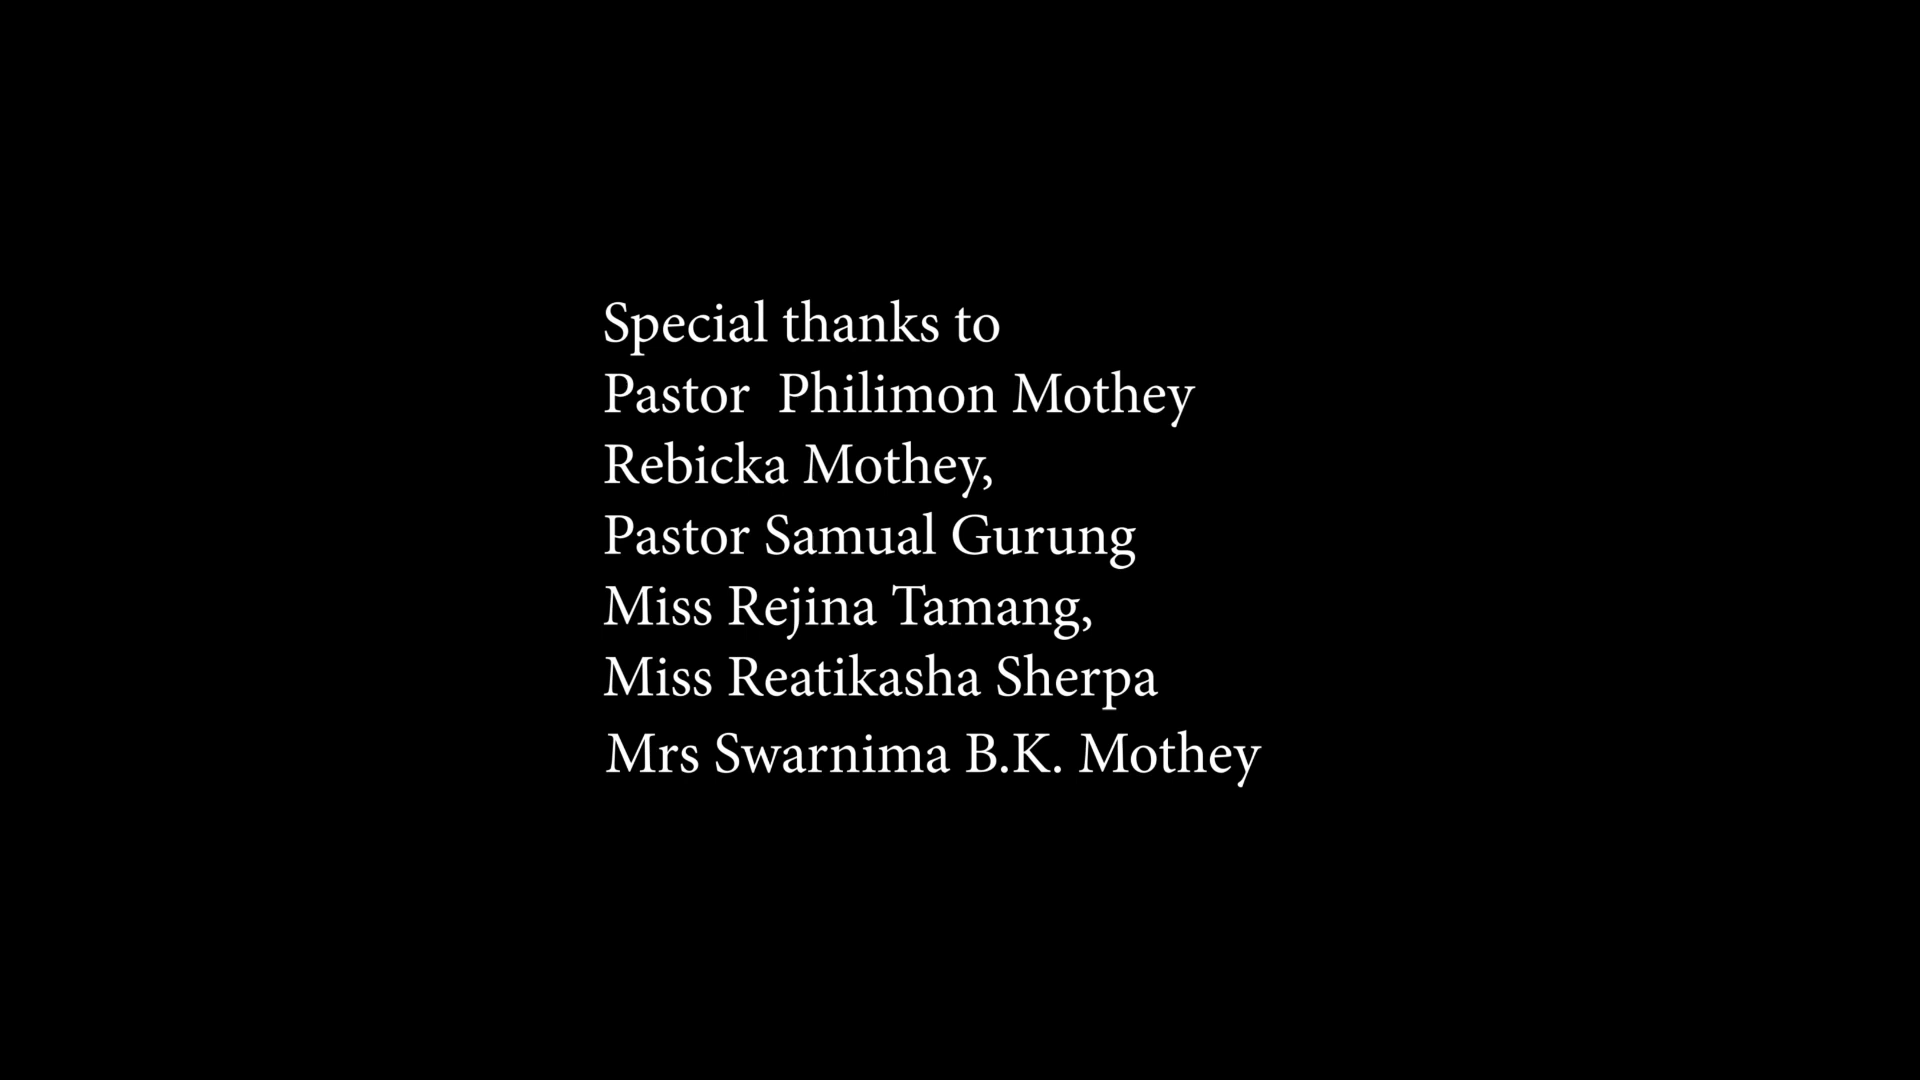 Special thanks to
Pastor  Philimon Mothey
Rebicka Mothey,
Pastor Samual Gurung
Miss Rejina Tamang,
Miss Reatikasha Sherpa
Mrs Swarnima B.K. Mothey